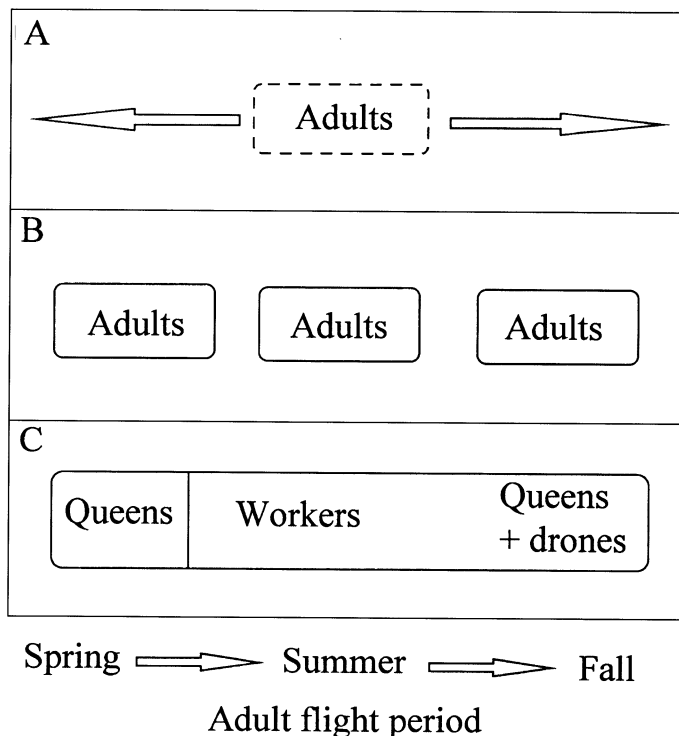 A
Adults
B
Adults Adults Adults
C
Queens Workers Queens
+ drones
Spring Summer Fall
Adult flight period